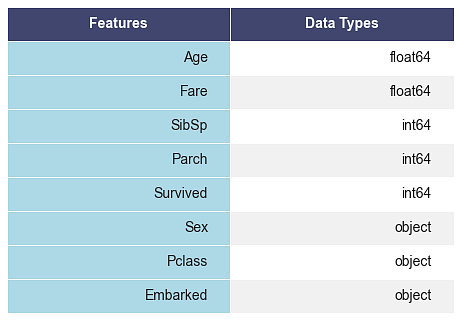 Features Data Types
Age float64
Fare float64
SibSp int64
Parch int64
Survived int64
Sex object
Pclass object
Embarked object